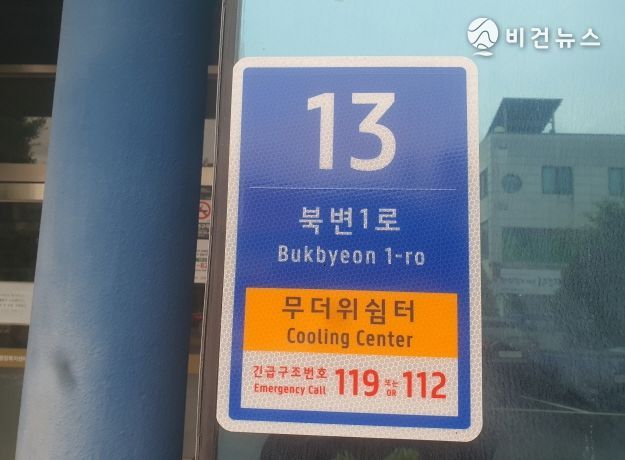 비건뉴스
13
북변1로
Bukbyeon 1-ro
무더위쉼터
Cooling Center
긴급구조번호 119 또는 112
Emergency Call OR